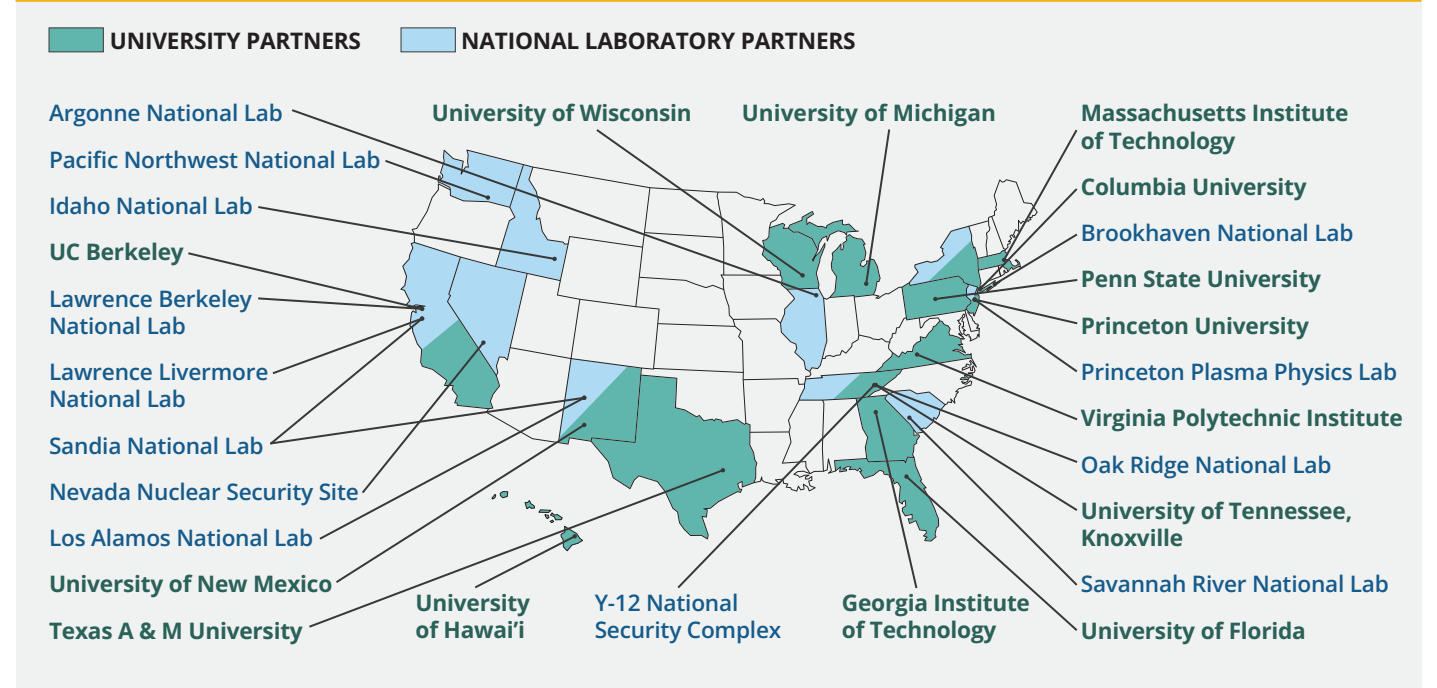 UNIVERSITY PARTNERS
NATIONAL LABORATORY PARTNERS
Argonne National Lab
Pacific Northwest National Lab
Idaho National Lab
UC Berkeley
Lawrence Berkeley
National Lab
Lawrence Livermore
National Lab
Sandia National Lab
Nevada Nuclear Security Site
Los Alamos National Lab
University of New Mexico
Texas A & M University
University of Wisconsin
University of Michigan
University
of Hawai'i
Y-12 National
Security Complex
Georgia Institute
of Technology
Massachusetts Institute
of Technology
Columbia University
Brookhaven National Lab
Penn State University
Princeton University
Princeton Plasma Physics Lab
Virginia Polytechnic Institute
Oak Ridge National Lab
University of Tennessee,
Knoxville
Savannah River National Lab
University of Florida